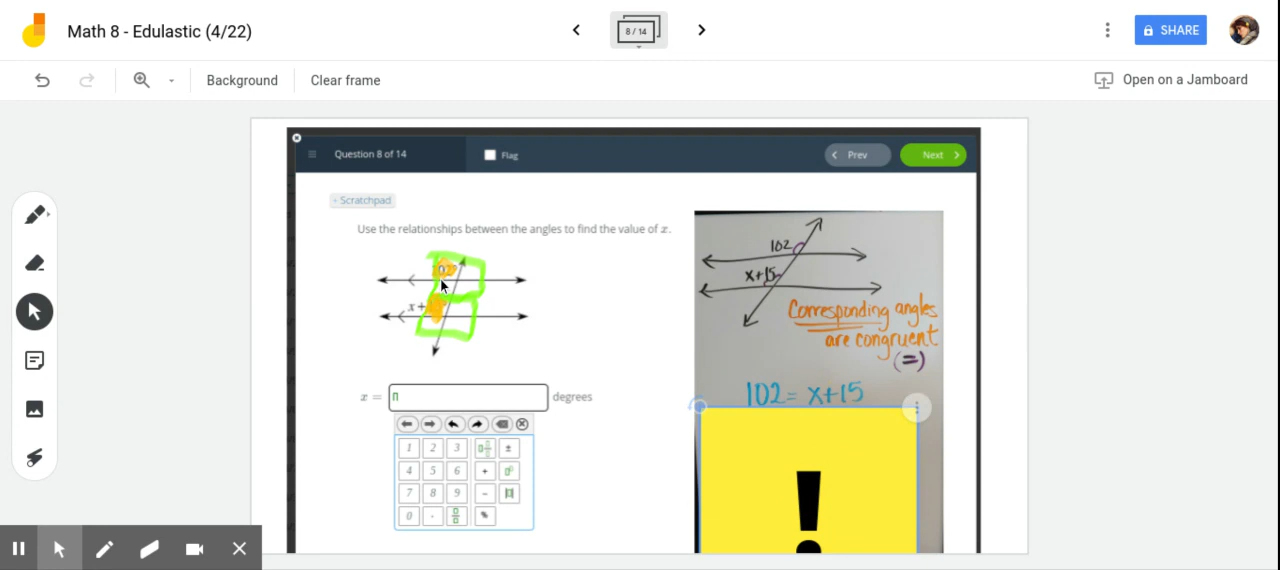 Math 8 - Edulastic (4/22)
8 / 14
SHARE
Background
Clear frame
Open on a Jamboard
Question 8 of 14
Flag
Prev
Next
+ Scratchpad
Use the relationships between the angles to find the value of x.
102°
x +
x =
degrees
1 2 3 ±
4 5 6 +
7 8 9 −
0 . %
102
x+15
Corresponding angles
are congruent
(=)
102 = x+15
!